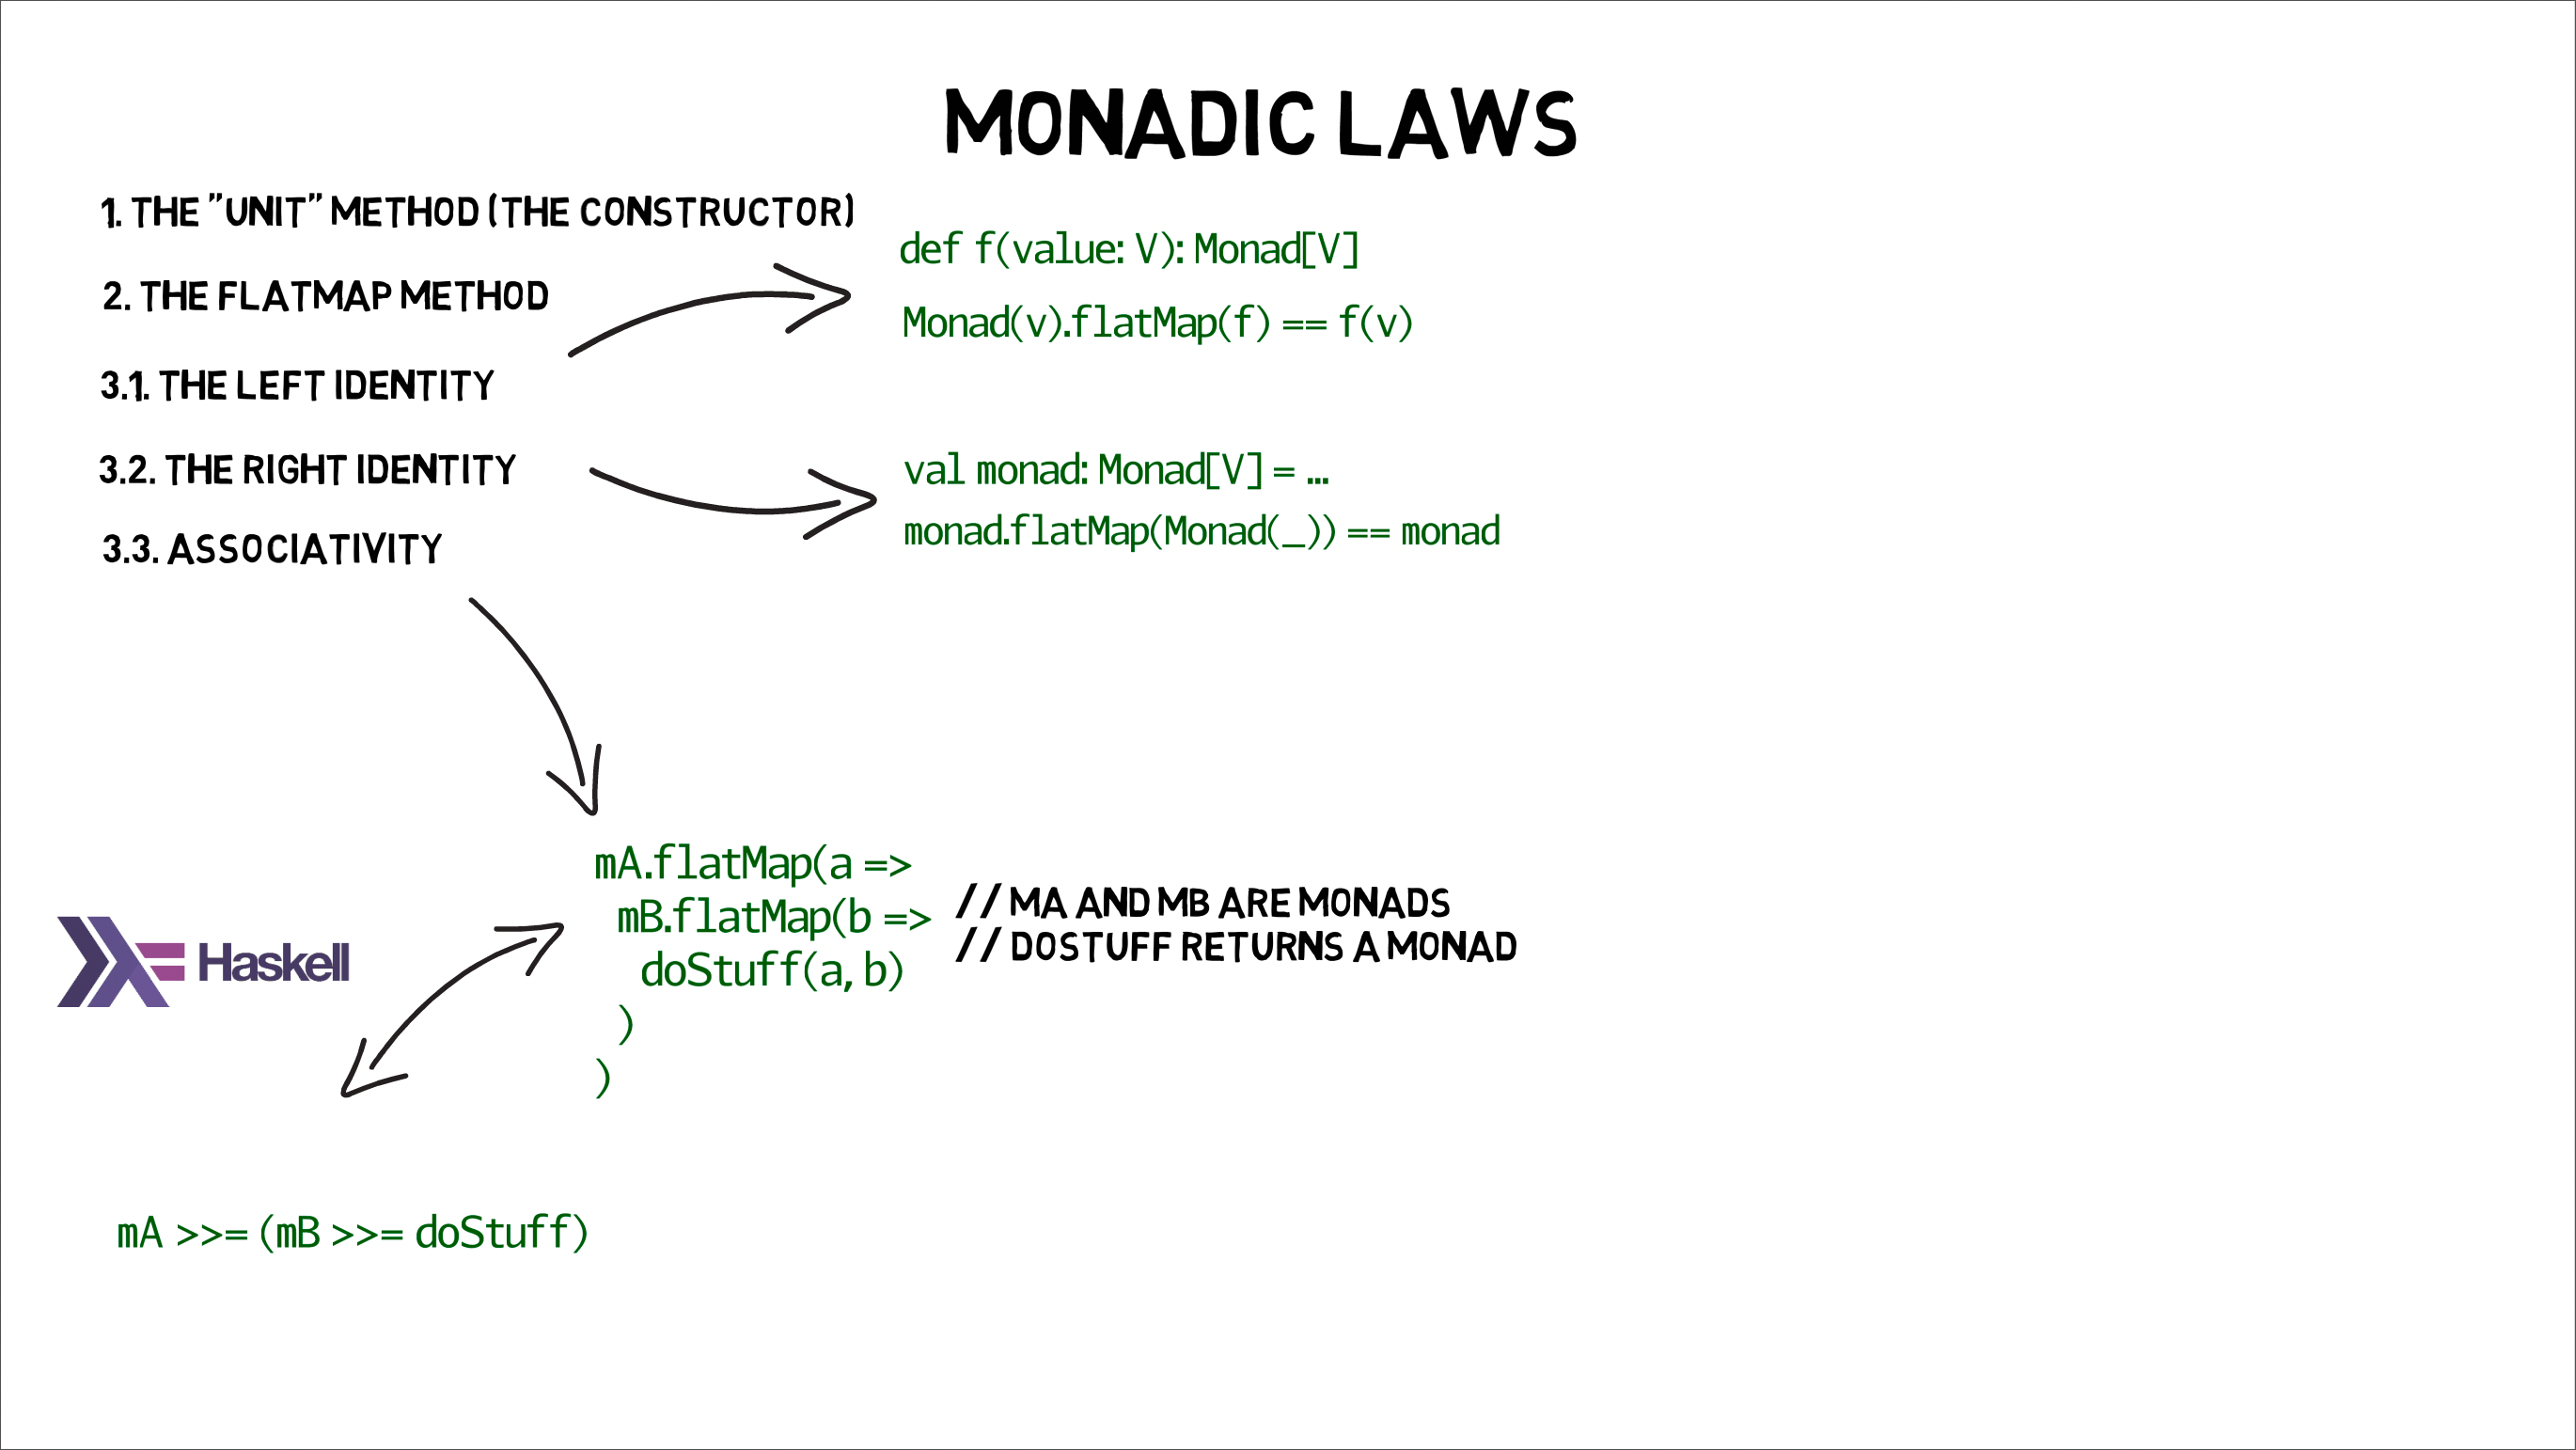 MONADIC LAWS
1. THE "UNIT" METHOD (THE CONSTRUCTOR)
2. THE FLATMAP METHOD
3.1. THE LEFT IDENTITY
3.2. THE RIGHT IDENTITY
3.3. ASSOCIATIVITY
def f(value: V): Monad[V]
Monad(v).flatMap(f) == f(v)
val monad: Monad[V] = ...
monad.flatMap(Monad(_)) == monad
mA.flatMap(a =>
mB.flatMap(b =>
doStuff(a, b)
)
)
// MA AND MB ARE MONADS
// DOSTUFF RETURNS A MONAD
Haskell
mA >>= (mB >>= doStuff)